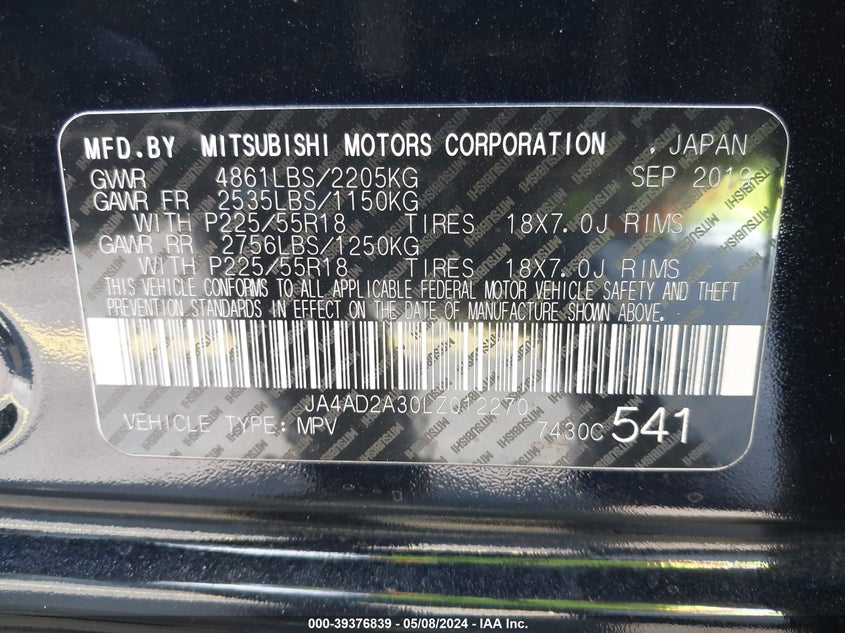 MFD.BY MITSUBISHI MOTORS CORPORATION , JAPAN
GVWR 4861LBS/2205KG SEP 2019
GAWR FR 2535LBS/1150KG
WITH P225/55R18 TIRES 18X7.0J RIMS
GAWR RR 2756LBS/1250KG
WITH P225/55R18 TIRES 18X7.0J RIMS
THIS VEHICLE CONFORMS TO ALL APPLICABLE FEDERAL MOTOR VEHICLE SAFETY AND THEFT
PREVENTION STANDARDS IN EFFECT ON THE DATE OF MANUFACTURE SHOWN ABOVE.
JA4AD2A30LZ012270
VEHICLE TYPE: MPV 7430C 541
000-39376839 - 05/08/2024 - IAA Inc.